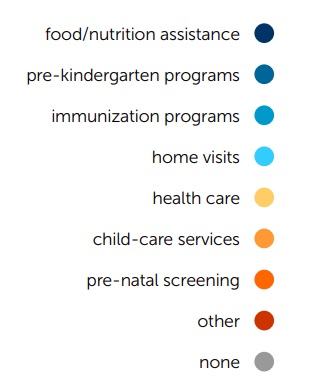 food/nutrition assistance
pre-kindergarten programs
immunization programs
home visits
health care
child-care services
pre-natal screening
other
none